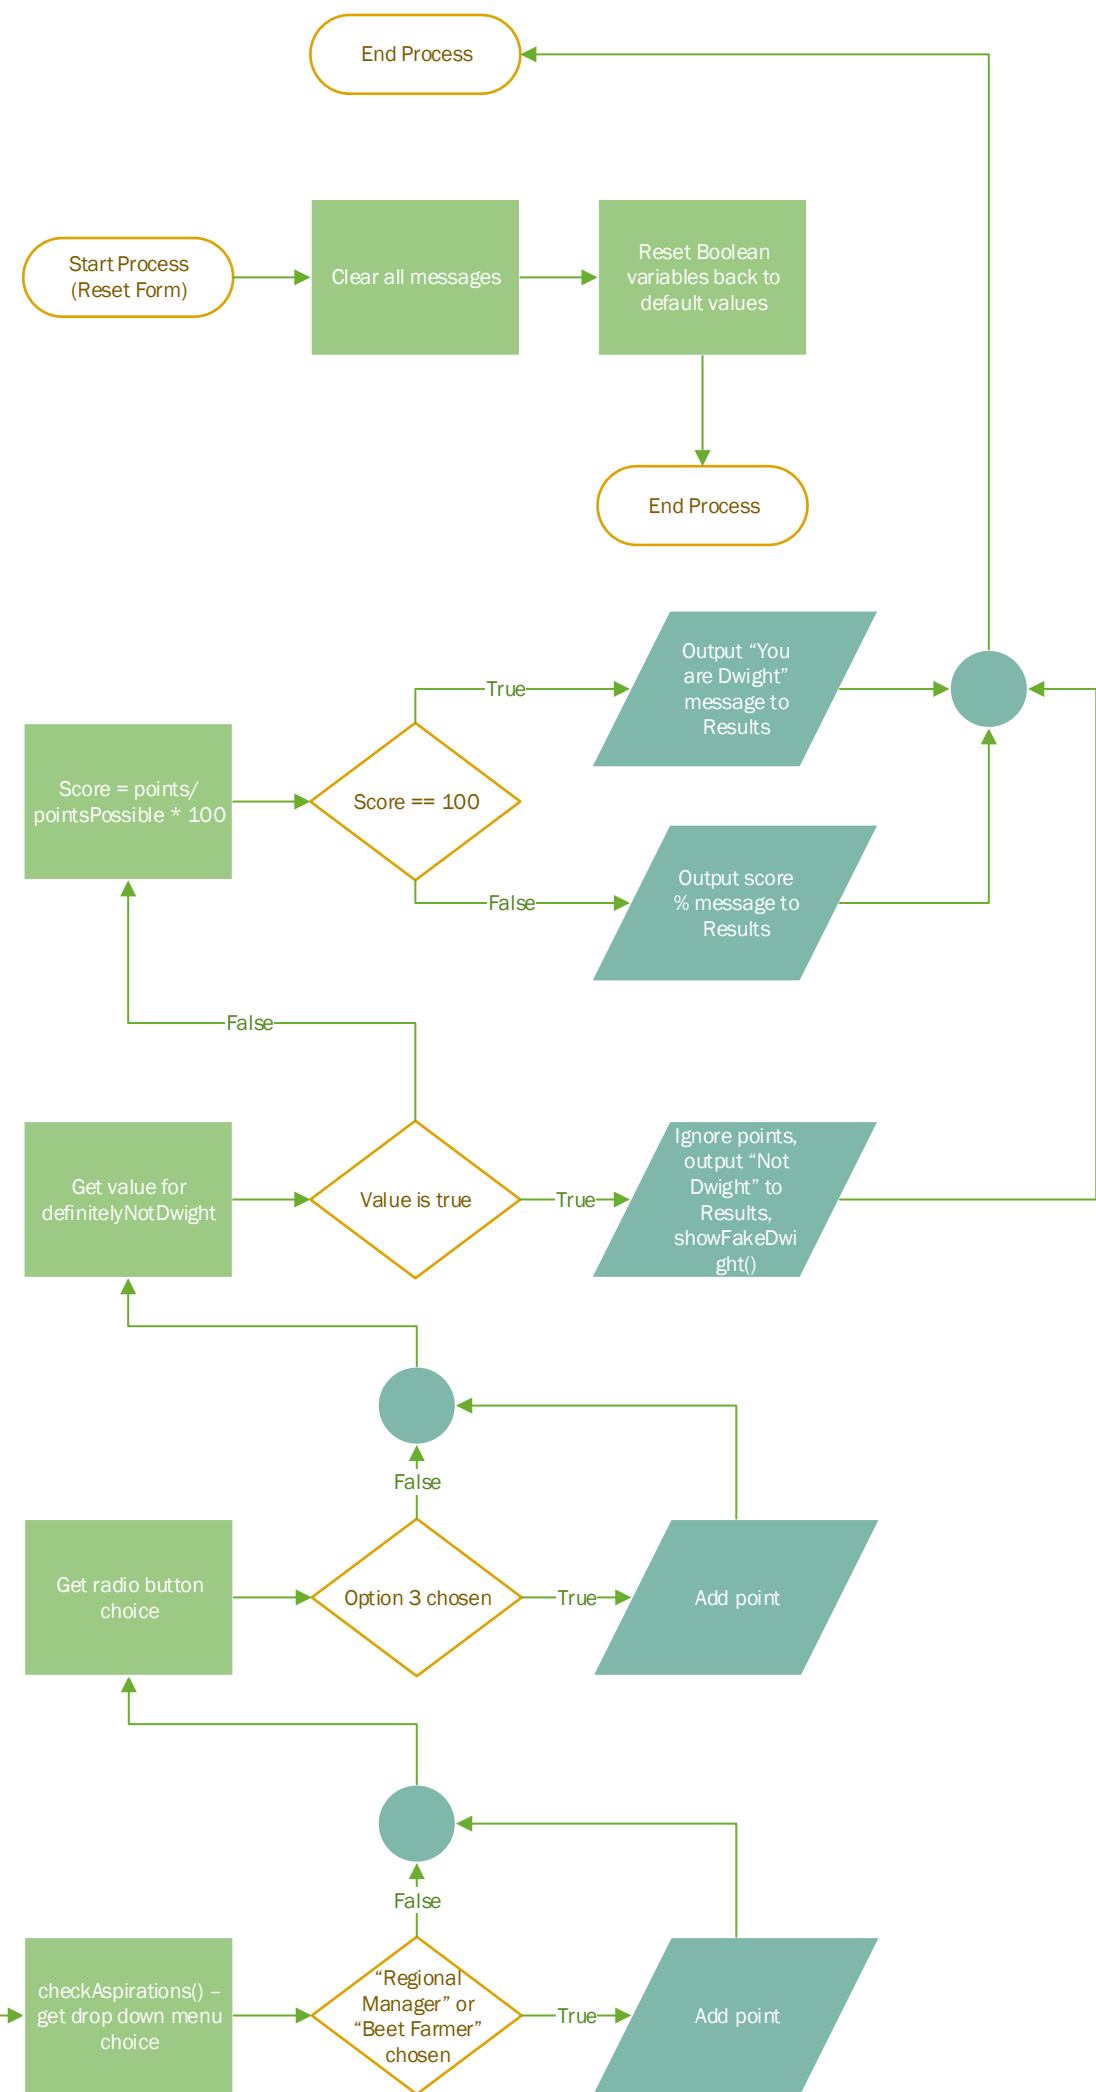 End Process
Start Process
(Reset Form)
Clear all messages
Reset Boolean
variables back to
default values
End Process
Output “You
are Dwight”
message to
Results
True
Score = points/
pointsPossible * 100
Score == 100
False
Output score
% message to
Results
False
Get value for
definitelyNotDwight
Value is true
True
Ignore points,
output “Not
Dwight” to
Results,
showFakeDwi
ght()
False
Get radio button
choice
Option 3 chosen
True
Add point
False
checkAspirations() –
get drop down menu
choice
“Regional
Manager” or
“Beet Farmer”
chosen
True
Add point